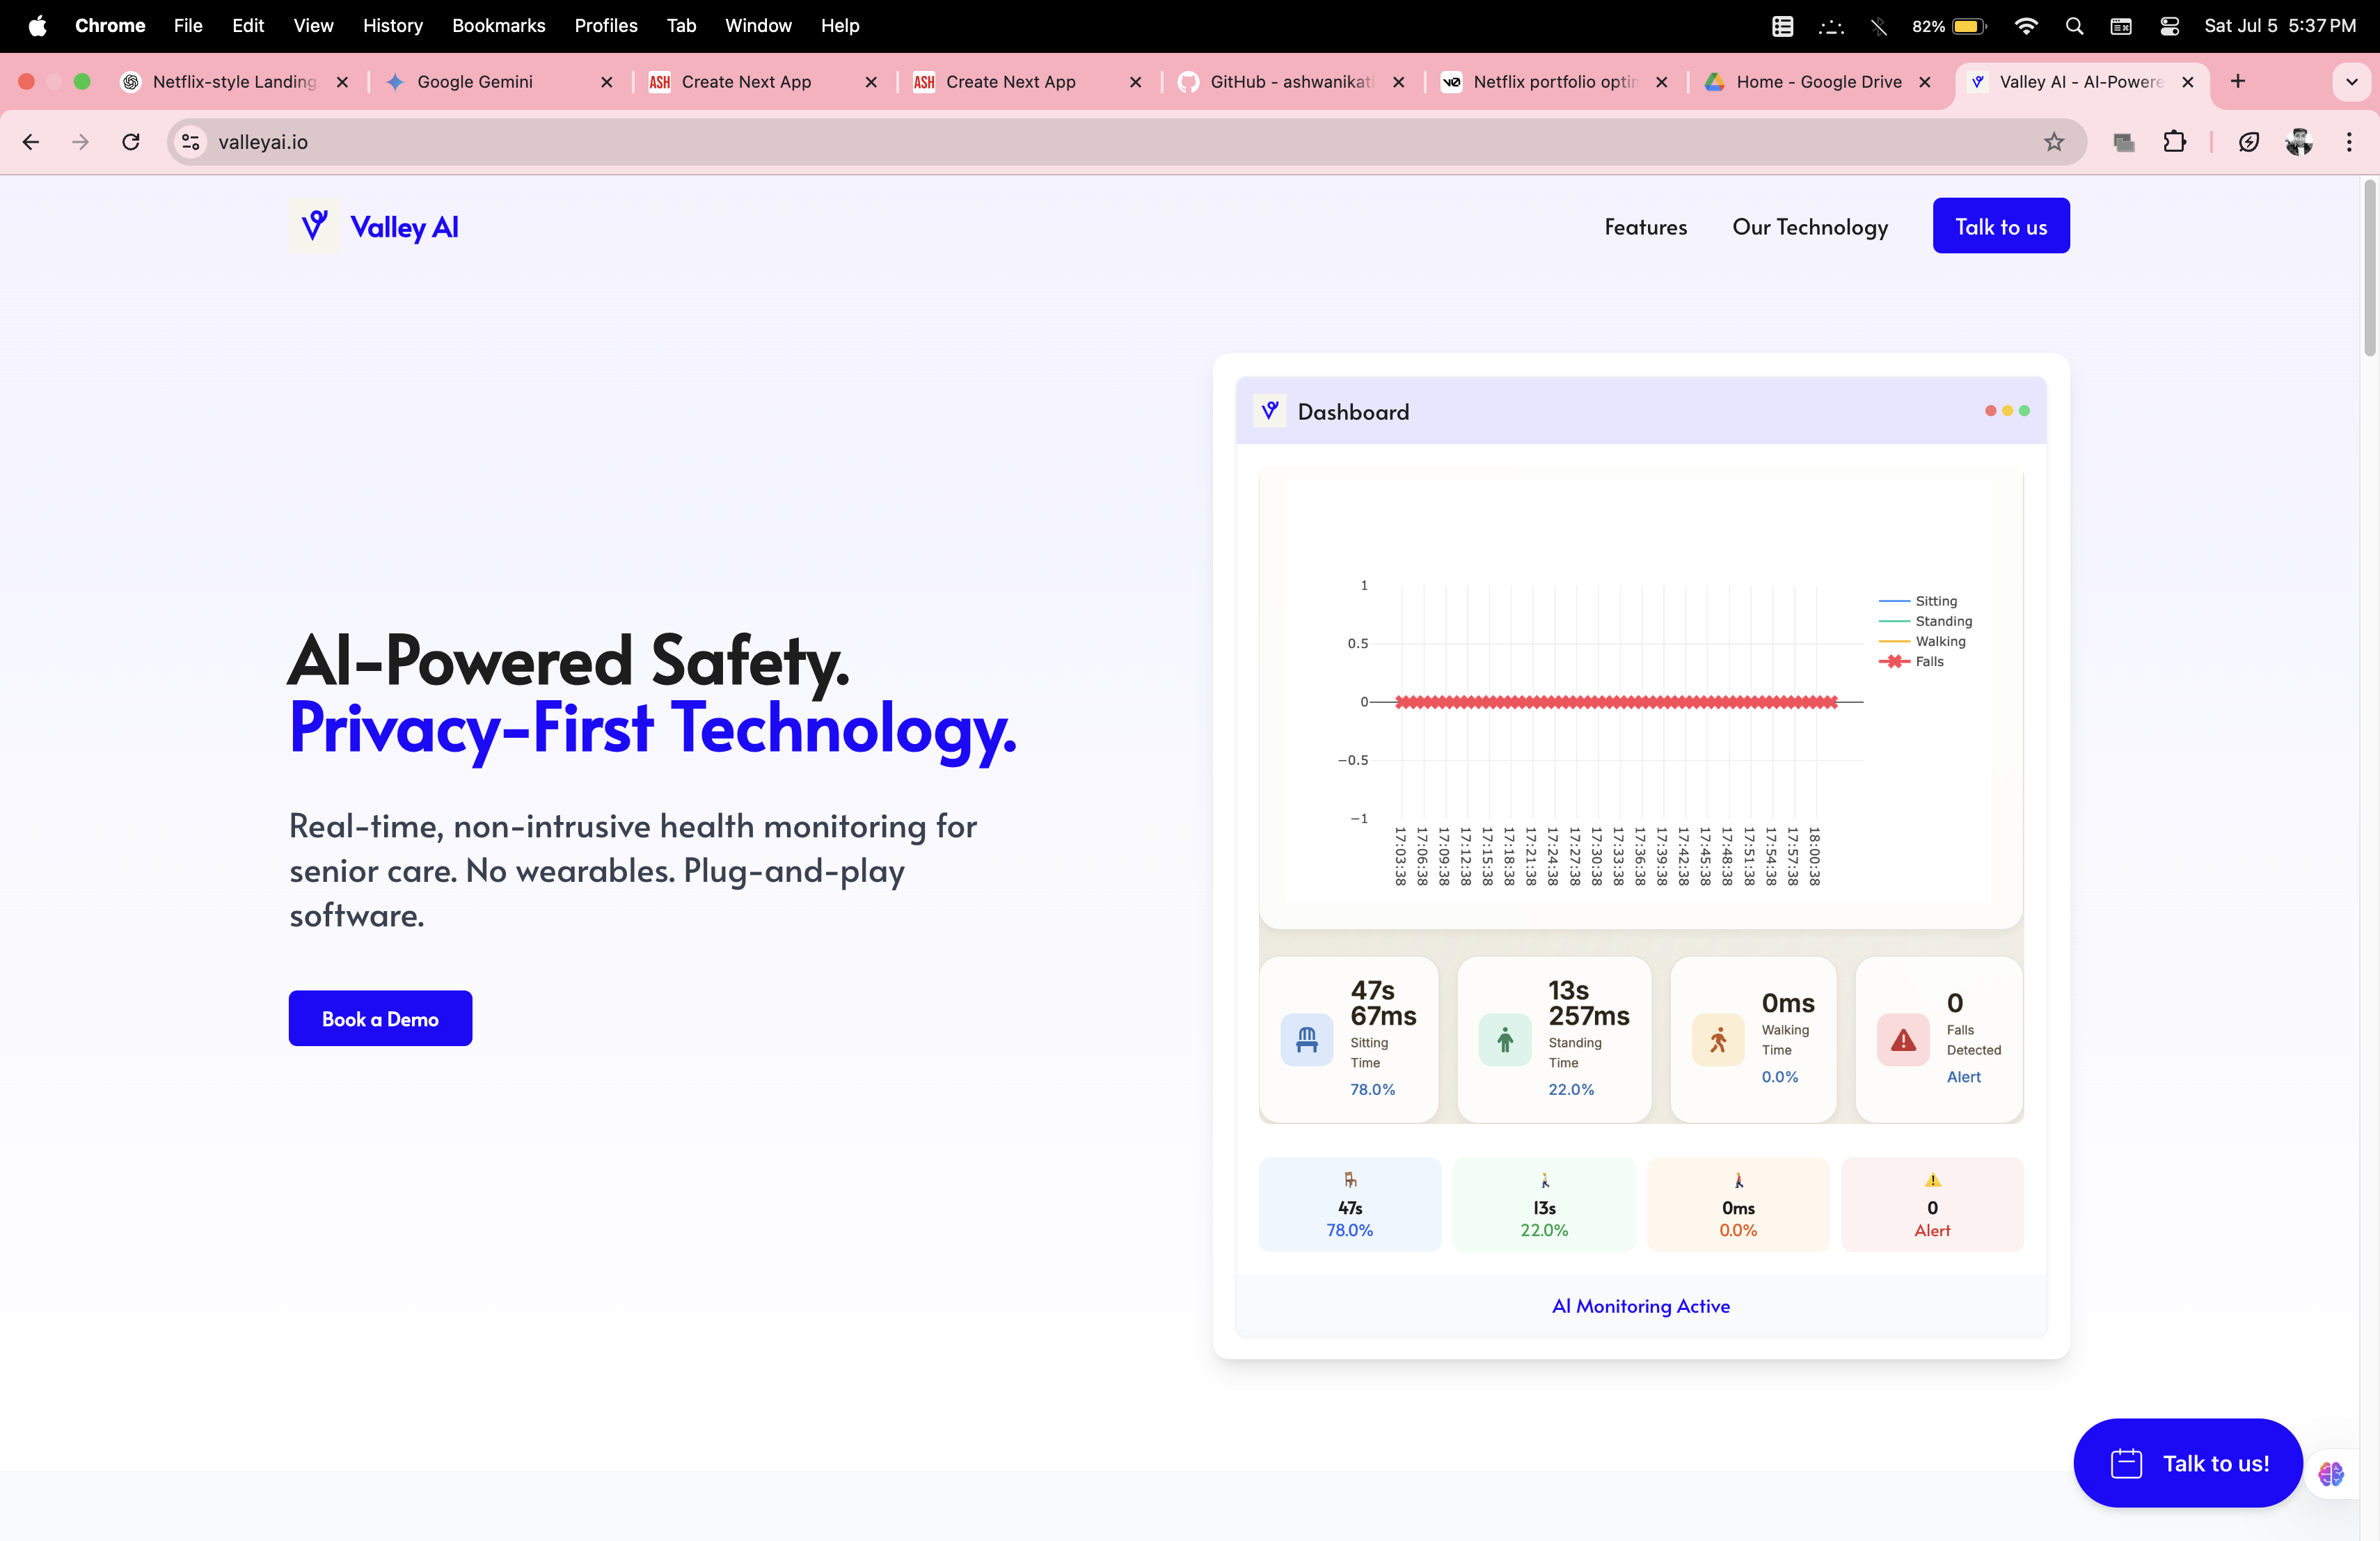 Chrome File Edit View History Bookmarks Profiles Tab Window Help 82% Sat Jul 5 5:37 PM
Netflix-style Landing Google Gemini ASH Create Next App ASH Create Next App GitHub - ashwanikati Netflix portfolio optin Home - Google Drive Valley AI - AI-Powere
valleyai.io
Valley AI Features Our Technology Talk to us
AI-Powered Safety.
Privacy-First Technology.
Real-time, non-intrusive health monitoring for
senior care. No wearables. Plug-and-play
software.
Book a Demo
Dashboard
1
0.5
0
−0.5
−1
Sitting
Standing
Walking
Falls
17:03:38 17:06:38 17:09:38 17:12:38 17:15:38 17:18:38 17:21:38 17:24:38 17:27:38 17:30:38 17:33:38 17:36:38 17:39:38 17:42:38 17:45:38 17:48:38 17:51:38 17:54:38 17:57:38 18:00:38
47s
67ms
Sitting
Time
78.0%
13s
257ms
Standing
Time
22.0%
0ms
Walking
Time
0.0%
0
Falls
Detected
Alert
47s
78.0%
13s
22.0%
0ms
0.0%
0
Alert
AI Monitoring Active
Talk to us!